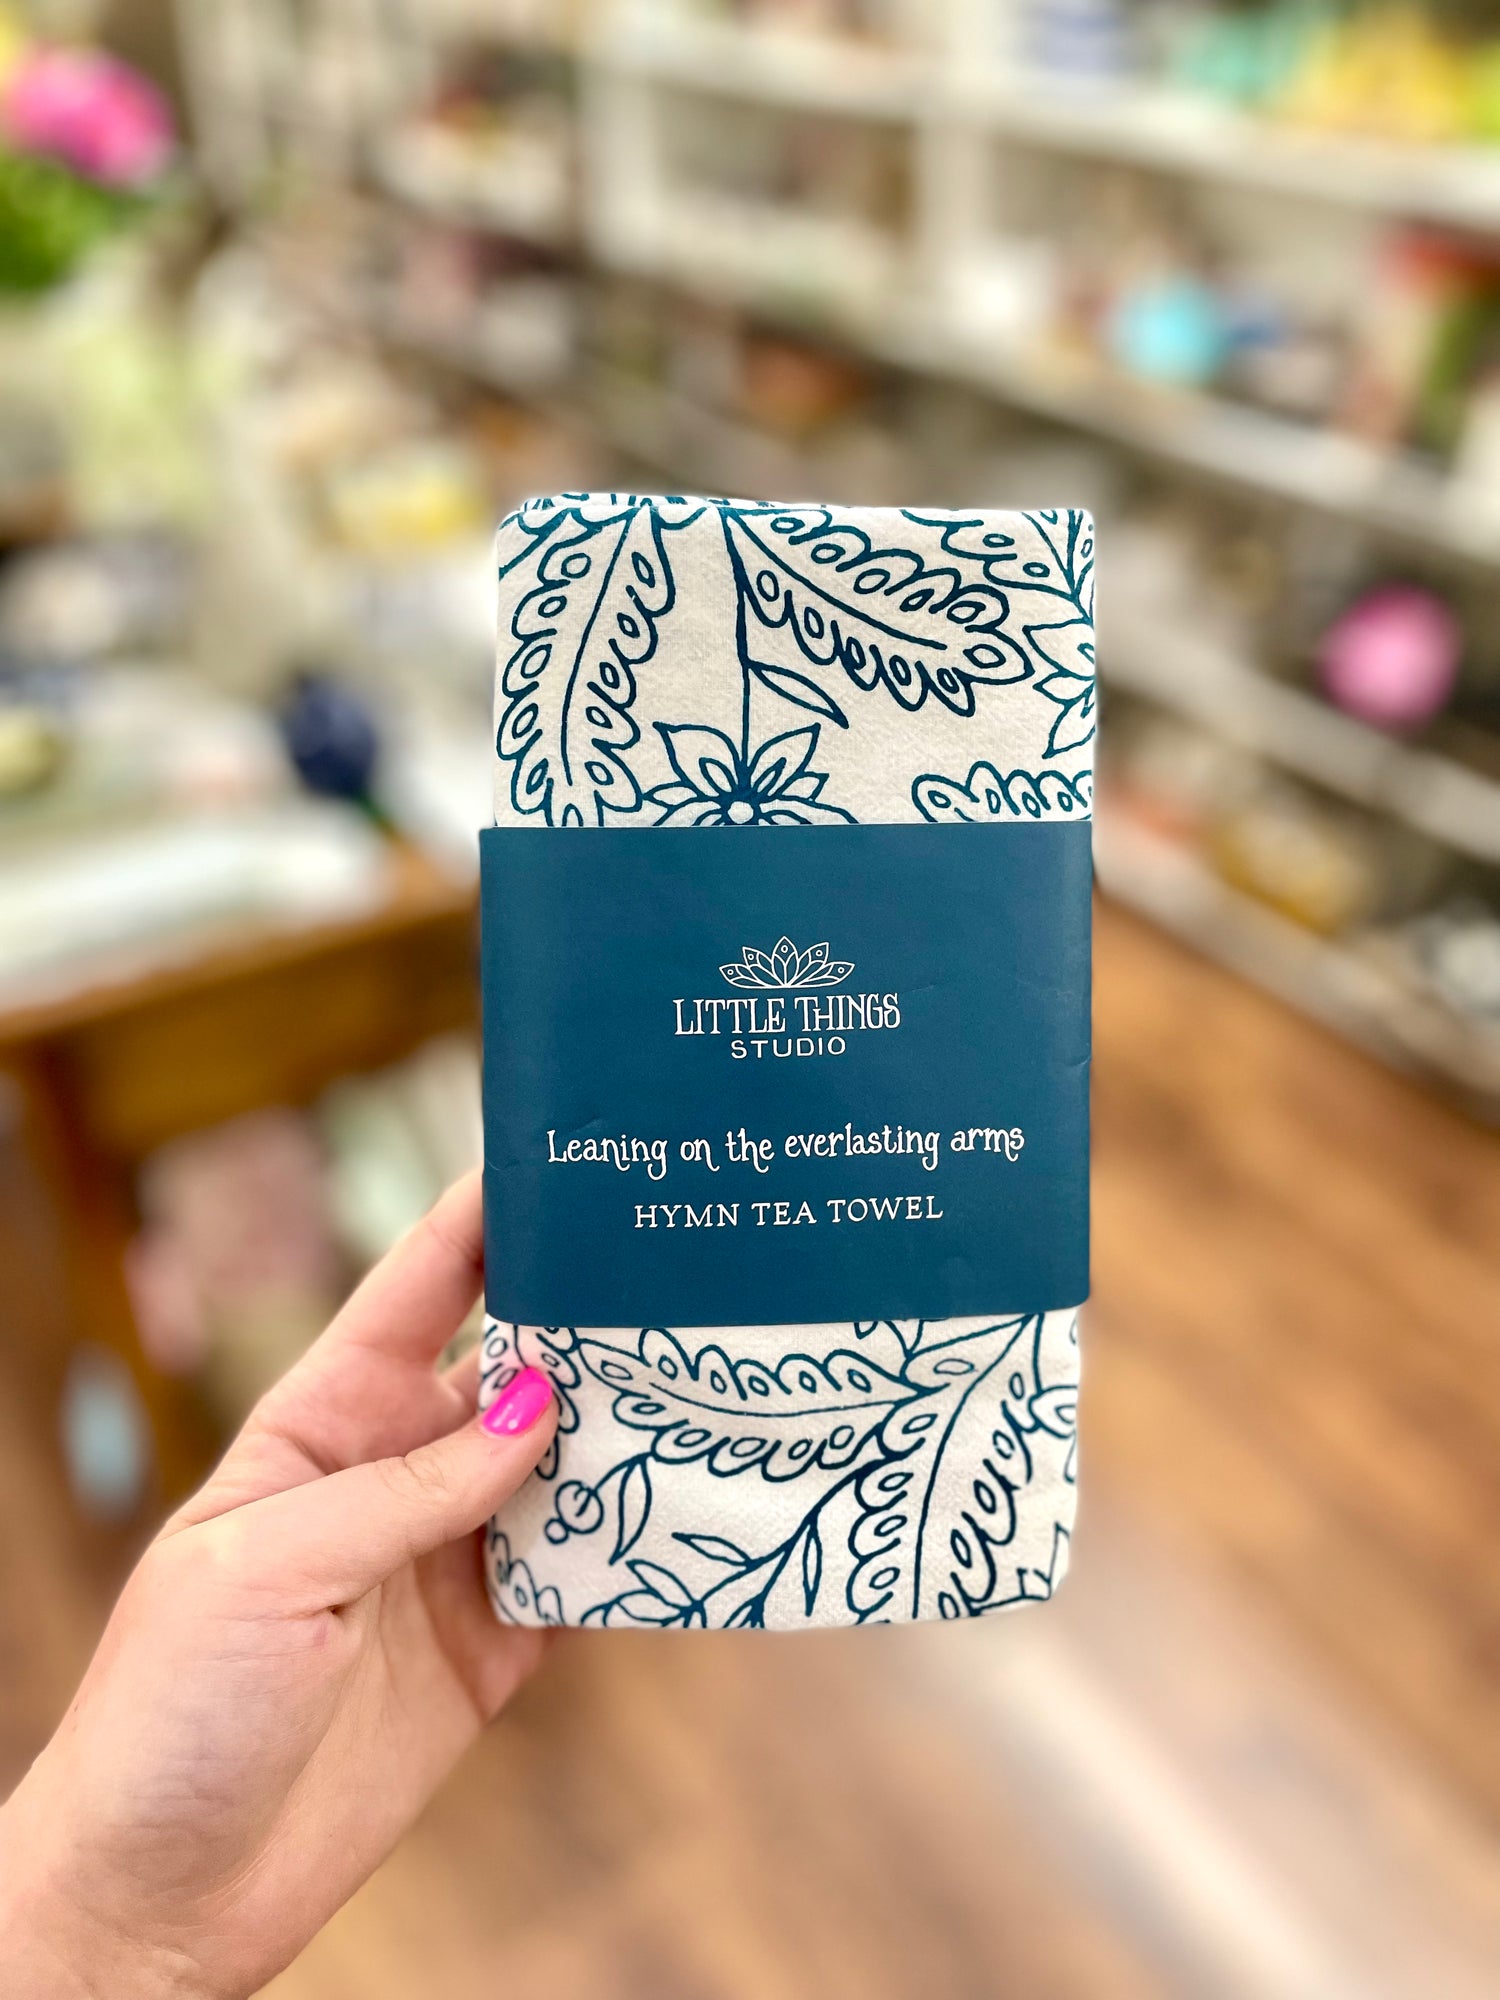 LITTLE THINGS
STUDIO
Leaning on the everlasting arms
HYMN TEA TOWEL